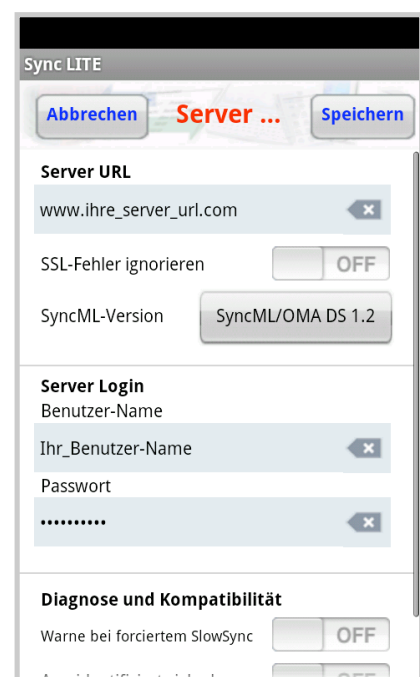 Sync LITE
Abbrechen Server ... Speichern
Server URL
www.ihre_server_url.com
SSL-Fehler ignorieren OFF
SyncML-Version SyncML/OMA DS 1.2
Server Login
Benutzer-Name
Ihr_Benutzer-Name
Passwort
••••••••••
Diagnose und Kompatibilität
Warne bei forciertem SlowSync OFF
OFF